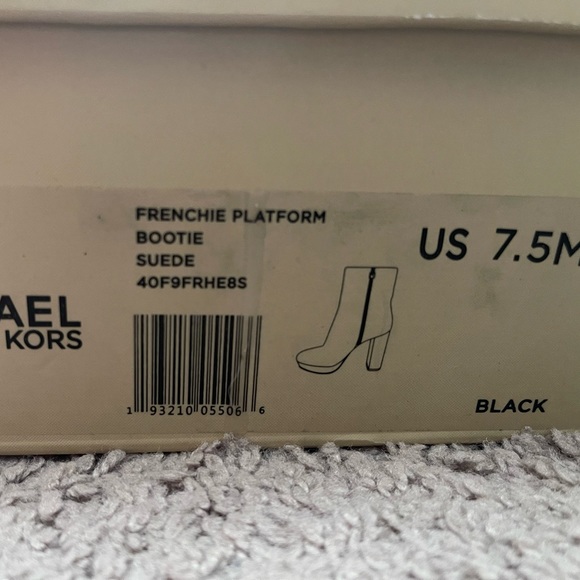 AEL
KORS
FRENCHIE PLATFORM
BOOTIE
SUEDE
40F9FRHE8S
1 93210 05506 6
US 7.5M
BLACK